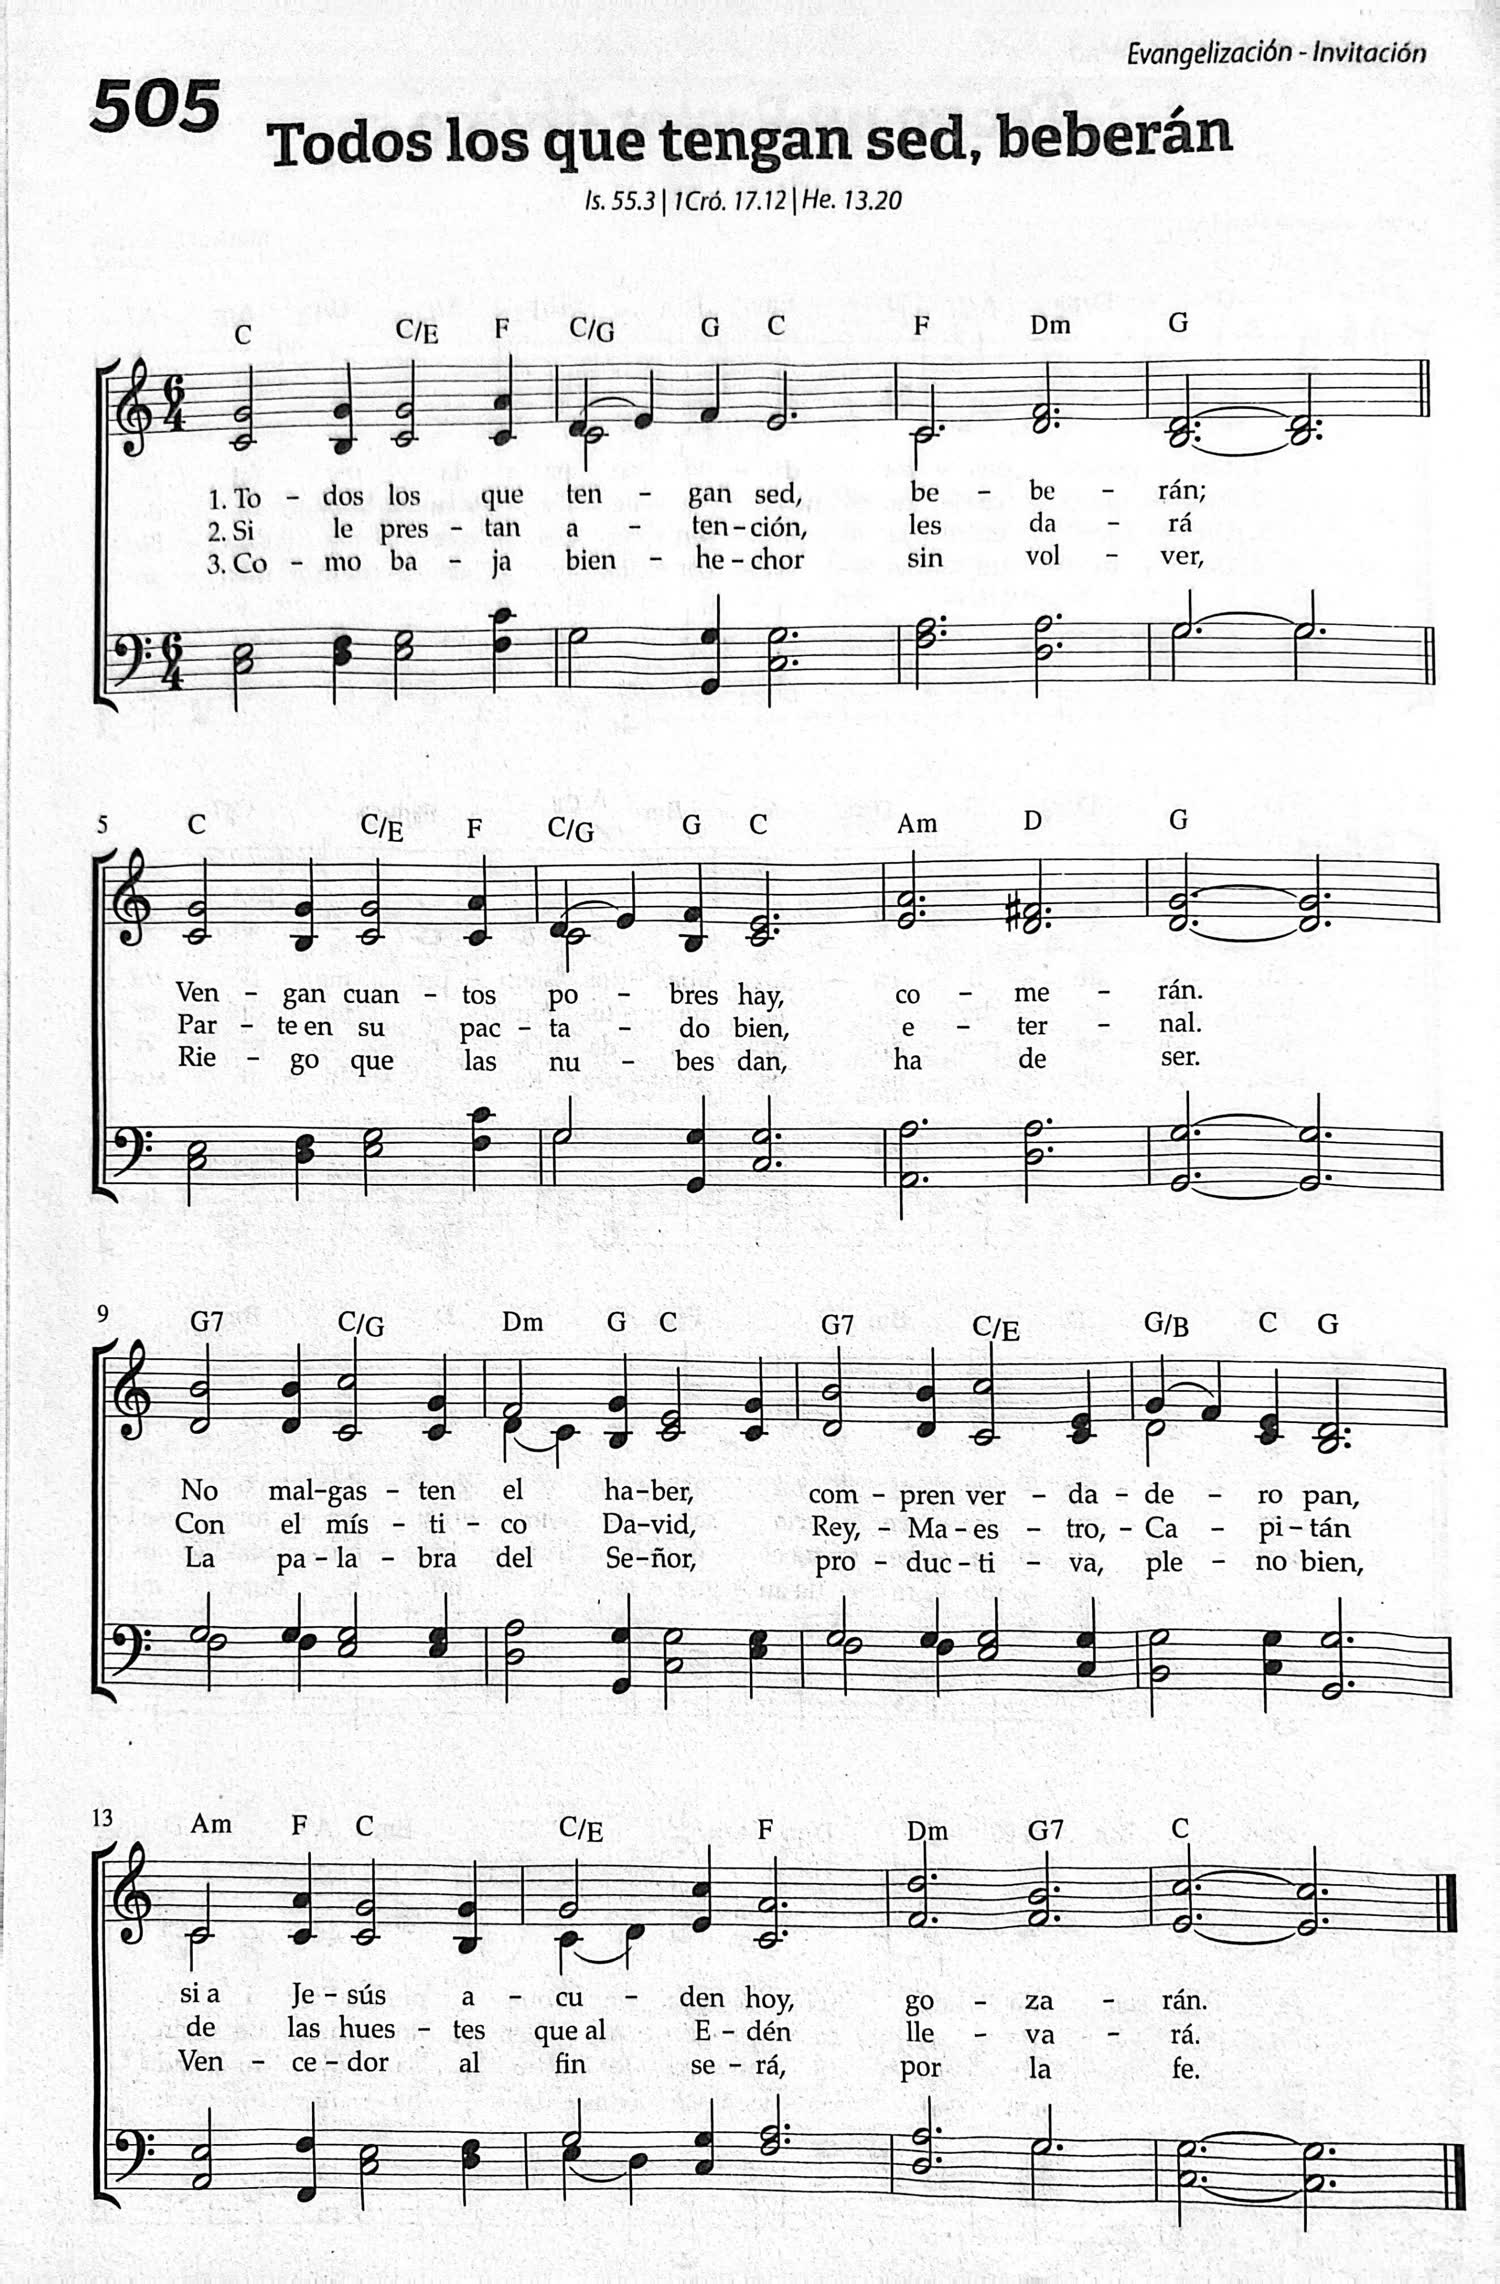 Evangelización - Invitación
505
Todos los que tengan sed, beberán
Is. 55.3 | 1Cró. 17.12 | He. 13.20
C C/E F C/G G C F Dm G
6/4
1. To - dos los que ten - gan sed, be - be - rán;
2. Si le pres - tan a - ten - ción, les da - rá
3. Co - mo ba - ja bien - he - chor sin vol - ver,
6/4
5 C C/E F C/G G C Am D G
Ven - gan cuan - tos po - bres hay, co - me - rán.
Par - te en su pac - ta - do bien, e - ter - nal.
Rie - go que las nu - bes dan, ha de ser.
9 G7 C/G Dm G C G7 C/E G/B C G
No mal - gas - ten el ha - ber, com - pren ver - da - de - ro pan,
Con el mís - ti - co Da - vid, Rey, - Ma - es - tro, - Ca - pi - tán
La pa - la - bra del Se - ñor, pro - duc - ti - va, ple - no bien,
13 Am F C C/E F Dm G7 C
si a Je - sús a - cu - den hoy, go - za - rán.
de las hues - tes que al E - dén lle - va - rá.
Ven - ce - dor al fin se - rá, por la fe.